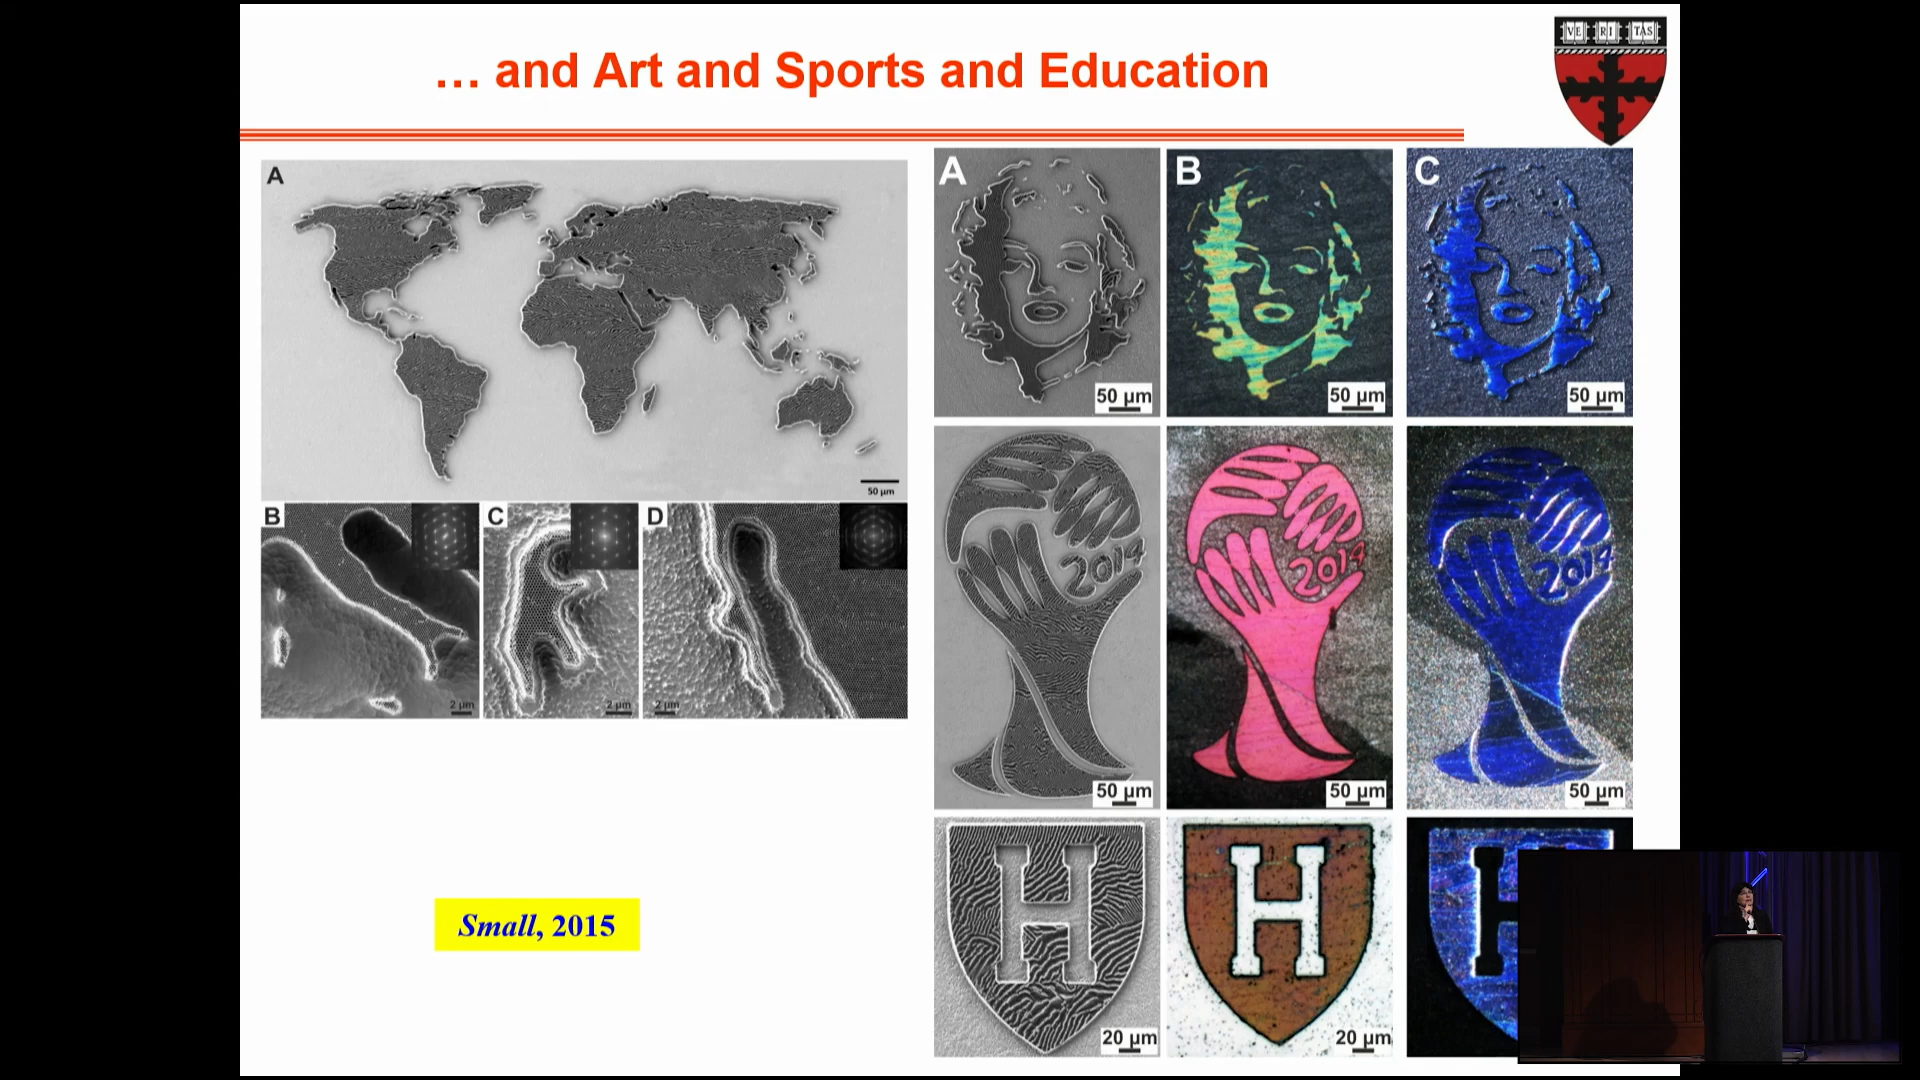 … and Art and Sports and Education
VE RI TAS
A
50 µm
B
2 µm
C
2 µm
D
2 µm
A
50 µm
B
50 µm
C
50 µm
2014
50 µm
2014
50 µm
2014
50 µm
H
20 µm
H
20 µm
Small, 2015